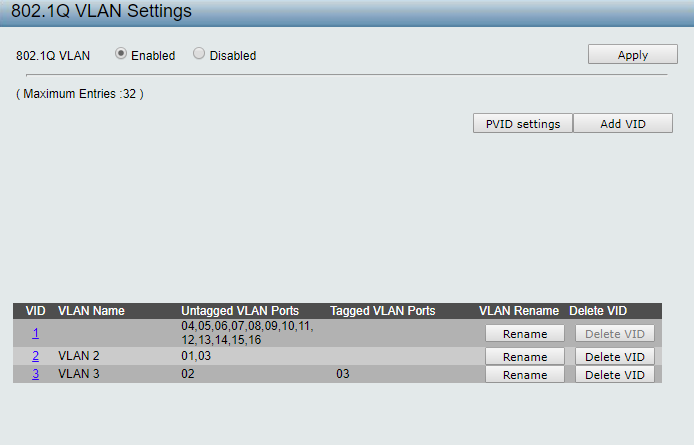 802.1Q VLAN Settings
802.1Q VLAN Enabled Disabled Apply
( Maximum Entries :32 )
PVID settings Add VID
VID VLAN Name Untagged VLAN Ports Tagged VLAN Ports VLAN Rename Delete VID
1 04,05,06,07,08,09,10,11, Rename Delete VID
,12,13,14,15,16
2 VLAN 2 01,03 Rename Delete VID
3 VLAN 3 02 03 Rename Delete VID